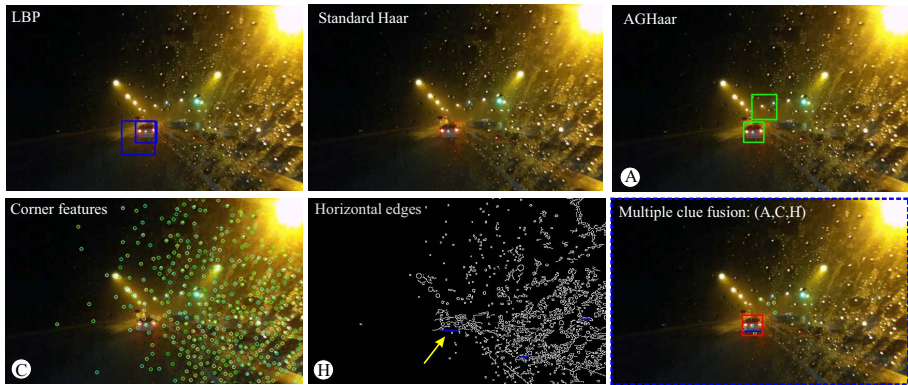 LBP
Standard Haar
AGHaar
A
Corner features
Horizontal edges
Multiple clue fusion: (A,C,H)
C
H